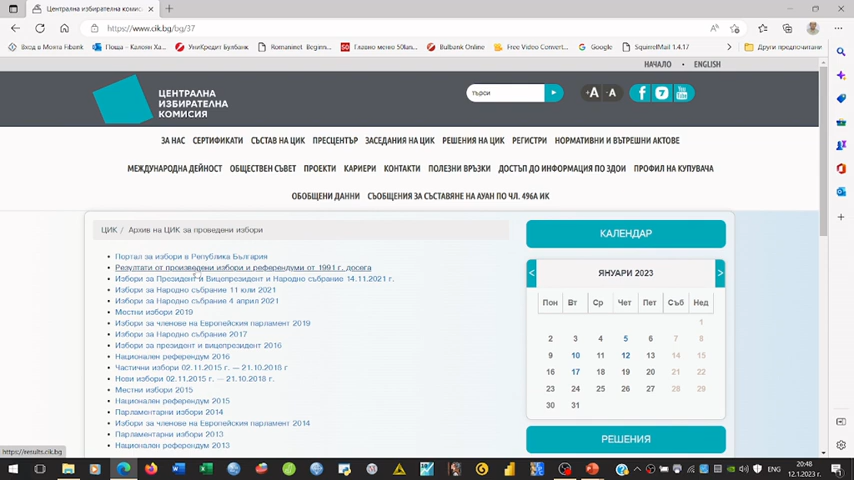 Централна избирателна комис
https://www.cik.bg/bg/37
Вход в Моята Fibank
Поща - Калоян Ха...
УниКредит Булбанк
Romaninet Beginn...
Главно меню 50lan...
Bulbank Online
Free Video Convert...
Google
SquirrelMail 1.4.17
Други предпочитани
НАЧАЛО • ENGLISH
ЦЕНТРАЛНА
ИЗБИРАТЕЛНА
КОМИСИЯ
търси
+A -A
You Tube
ЗА НАС СЕРТИФИКАТИ СЪСТАВ НА ЦИК ПРЕСЦЕНТЪР ЗАСЕДАНИЯ НА ЦИК РЕШЕНИЯ НА ЦИК РЕГИСТРИ НОРМАТИВНИ И ВЪТРЕШНИ АКТОВЕ
МЕЖДУНАРОДНА ДЕЙНОСТ ОБЩЕСТВЕН СЪВЕТ ПРОЕКТИ КАРИЕРИ КОНТАКТИ ПОЛЕЗНИ ВРЪЗКИ ДОСТЪП ДО ИНФОРМАЦИЯ ПО ЗДОИ ПРОФИЛ НА КУПУВАЧА
ОБОБЩЕНИ ДАННИ СЪОБЩЕНИЯ ЗА СЪСТАВЯНЕ НА АУАН ПО ЧЛ. 496А ИК
ЦИК / Архив на ЦИК за проведени избори
Портал за избори в Република България
Резултати от произведени избори и референдуми от 1991 г. досега
Избори за Президент и Вицепрезидент и Народно събрание 14.11.2021 г.
Избори за Народно събрание 11 юли 2021
Избори за Народно събрание 4 април 2021
Местни избори 2019
Избори за членове на Европейския парламент 2019
Избори за Народно събрание 2017
Избори за президент и вицепрезидент 2016
Национален референдум 2016
Частични избори 02.11.2015 г. — 21.10.2018 г
Нови избори 02.11.2015 г. — 21.10.2018 г.
Местни избори 2015
Национален референдум 2015
Парламентарни избори 2014
Избори за членове на Европейския парламент 2014
Парламентарни избори 2013
Национален референдум 2013
КАЛЕНДАР
< ЯНУАРИ 2023 >
Пон Вт Ср Чет Пет Съб Нед
1
2 3 4 5 6 7 8
9 10 11 12 13 14 15
16 17 18 19 20 21 22
23 24 25 26 27 28 29
30 31
РЕШЕНИЯ
https://results.cik.bg
ENG
20:48
12.1.2023 г.